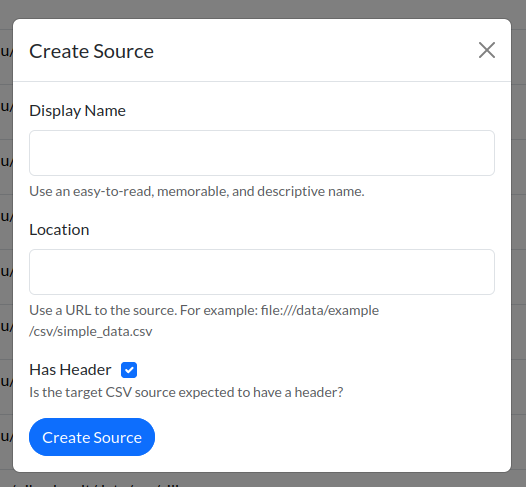 Create Source
Display Name
Use an easy-to-read, memorable, and descriptive name.
Location
Use a URL to the source. For example: file:///data/example
/csv/simple_data.csv
Has Header
Is the target CSV source expected to have a header?
Create Source